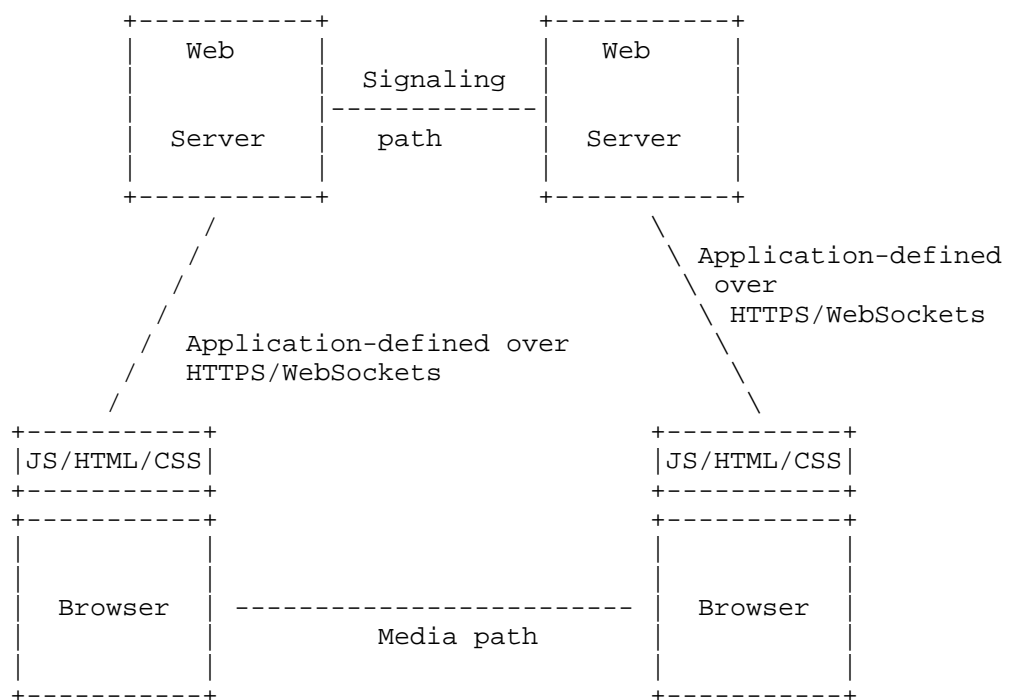 Web Web
Signaling
Server path Server
Application-defined
over
HTTPS/WebSockets
Application-defined over
HTTPS/WebSockets
JS/HTML/CSS JS/HTML/CSS
Browser Browser
Media path